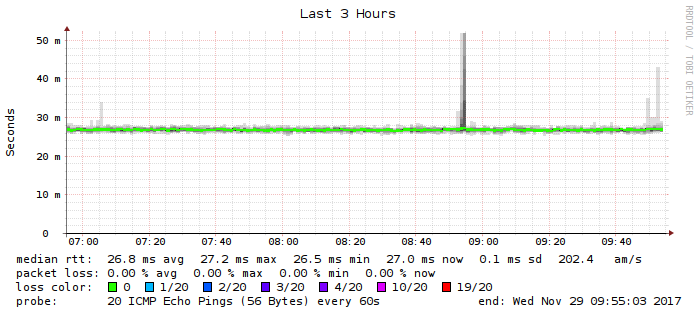 Last 3 Hours
RRDTOOL / TOBI OETIKER
Seconds
50 m
40 m
30 m
20 m
10 m
0
07:00 07:20 07:40 08:00 08:20 08:40 09:00 09:20 09:40
median rtt: 26.8 ms avg 27.2 ms max 26.5 ms min 27.0 ms now 0.1 ms sd 202.4 am/s
packet loss: 0.00 % avg 0.00 % max 0.00 % min 0.00 % now
loss color: 0 1/20 2/20 3/20 4/20 10/20 19/20
probe: 20 ICMP Echo Pings (56 Bytes) every 60s end: Wed Nov 29 09:55:03 2017